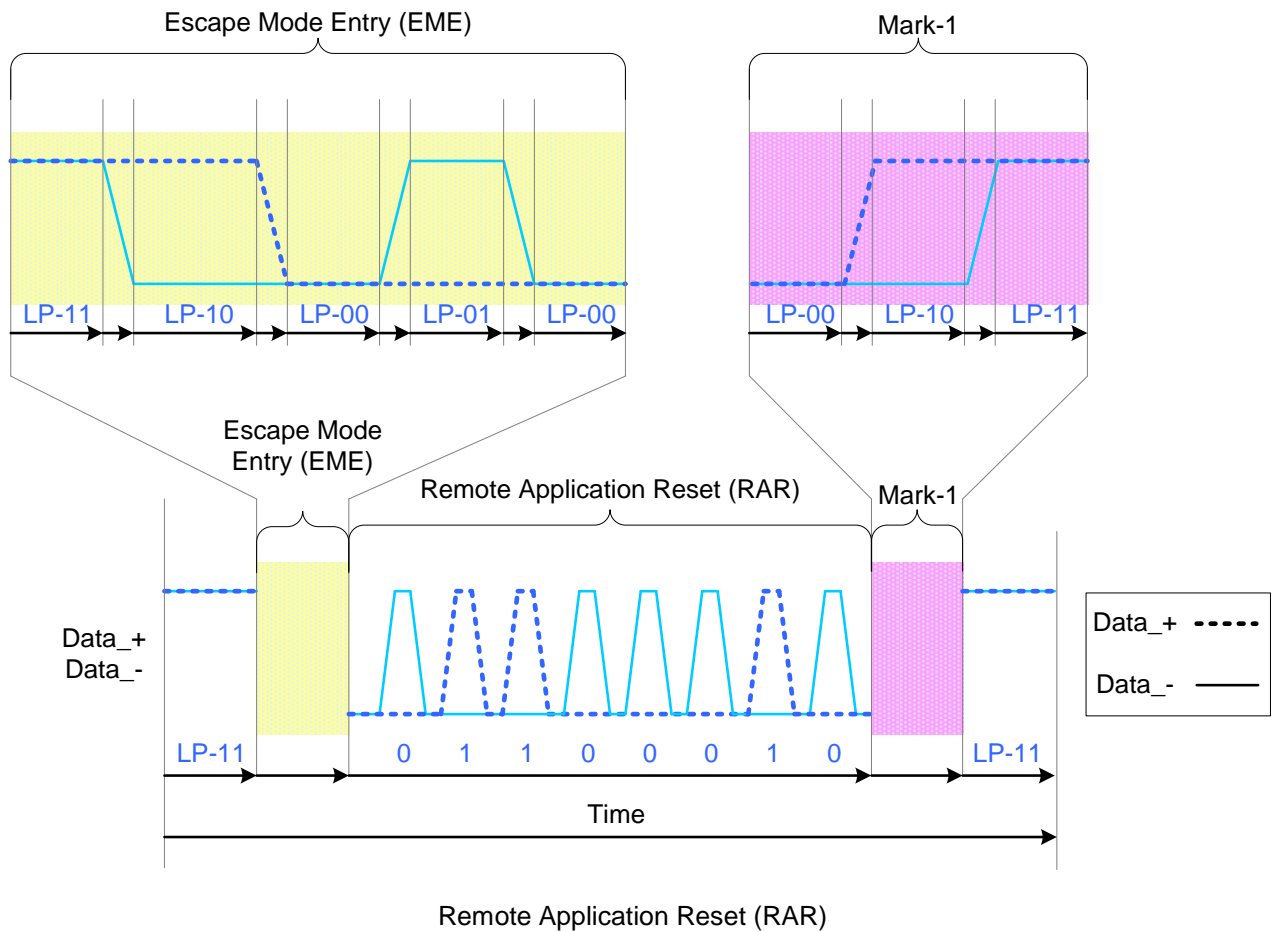 Escape Mode Entry (EME)
Mark-1
LP-11 LP-10 LP-00 LP-01 LP-00
LP-00 LP-10 LP-11
Escape Mode
Entry (EME)
Remote Application Reset (RAR)
Mark-1
Data_+
Data_-
Data_+
Data_-
LP-11 0 1 1 0 0 0 1 0 LP-11
Time
Remote Application Reset (RAR)